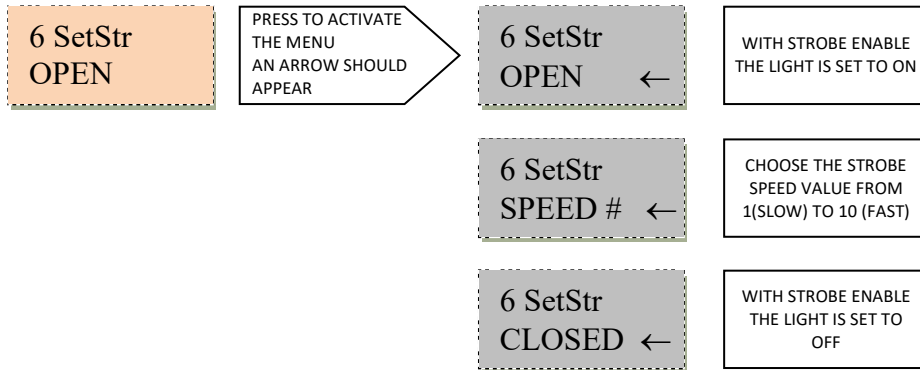 6 SetStr
OPEN
PRESS TO ACTIVATE
THE MENU
AN ARROW SHOULD
APPEAR
6 SetStr
OPEN ←
WITH STROBE ENABLE
THE LIGHT IS SET TO ON
6 SetStr
SPEED # ←
CHOOSE THE STROBE
SPEED VALUE FROM
1(SLOW) TO 10 (FAST)
6 SetStr
CLOSED ←
WITH STROBE ENABLE
THE LIGHT IS SET TO
OFF